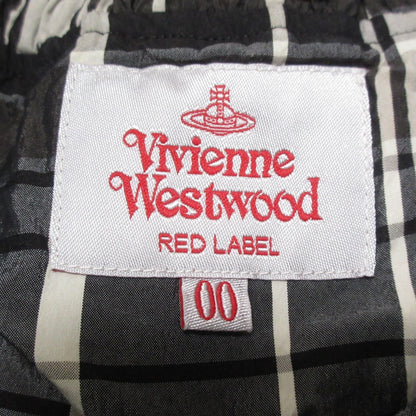 Vivienne
Westwood
RED LABEL
00